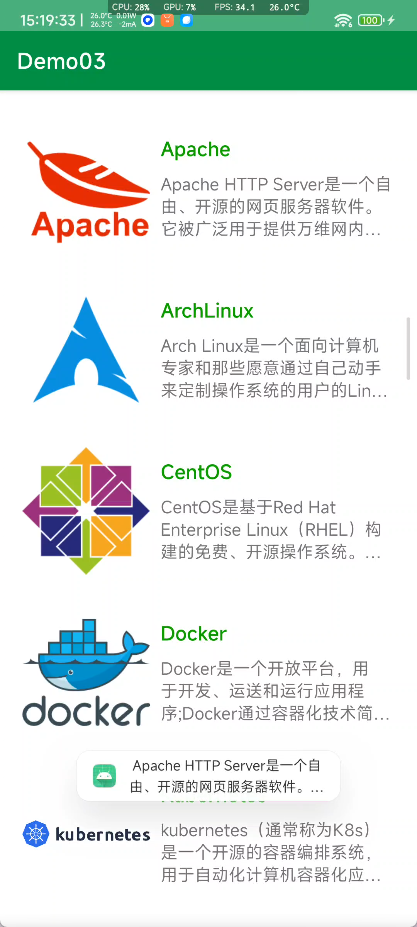 CPU: 28% GPU: 7% FPS: 34.1 26.0°C
15:19:33 26.0°C 0.01W 100
26.3°C -2mA
Demo03
Apache
Apache HTTP Server是一个自
由、开源的网页服务器软件。
它被广泛用于提供万维网内...
Apache
ArchLinux
Arch Linux是一个面向计算机
专家和那些愿意通过自己动手
来定制操作系统的用户的Lin...
CentOS
CentOS是基于Red Hat
Enterprise Linux（RHEL）构
建的免费、开源操作系统。...
Docker
Docker是一个开放平台，用
于开发、运送和运行应用程
序;Docker通过容器化技术简...
docker
Apache HTTP Server是一个自
由、开源的网页服务器软件。...
kubernetes
kubernetes（通常称为K8s）
是一个开源的容器编排系统，
用于自动化计算机容器化应...